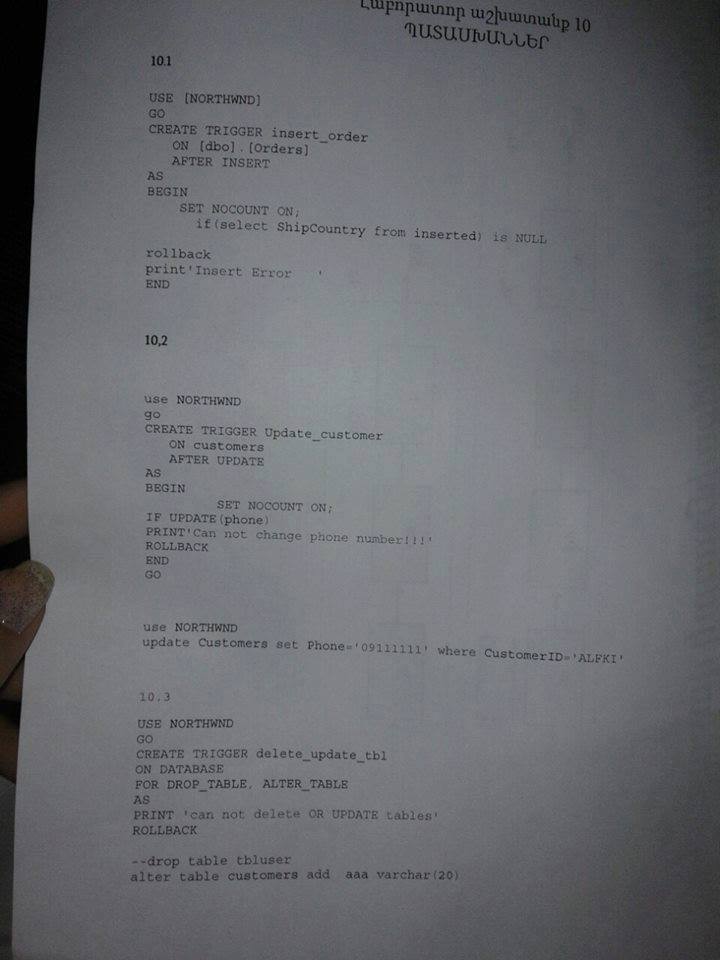 Լաբորատոր աշխատանք 10
ՊԱՏԱՍԽԱՆՆԵՐ
10.1
USE [NORTHWND]
GO
CREATE TRIGGER insert_order
ON [dbo].[Orders]
AFTER INSERT
AS
BEGIN
SET NOCOUNT ON;
if(select ShipCountry from inserted) is NULL
rollback
print'Insert Error '
END
10,2
use NORTHWND
go
CREATE TRIGGER Update_customer
ON customers
AFTER UPDATE
AS
BEGIN
SET NOCOUNT ON;
IF UPDATE(phone)
PRINT'Can not change phone number!!!'
ROLLBACK
END
GO
use NORTHWND
update Customers set Phone='09111111' where CustomerID='ALFKI'
10.3
USE NORTHWND
GO
CREATE TRIGGER delete_update_tbl
ON DATABASE
FOR DROP_TABLE, ALTER_TABLE
AS
PRINT 'can not delete OR UPDATE tables'
ROLLBACK
--drop table tbluser
alter table customers add aaa varchar(20)